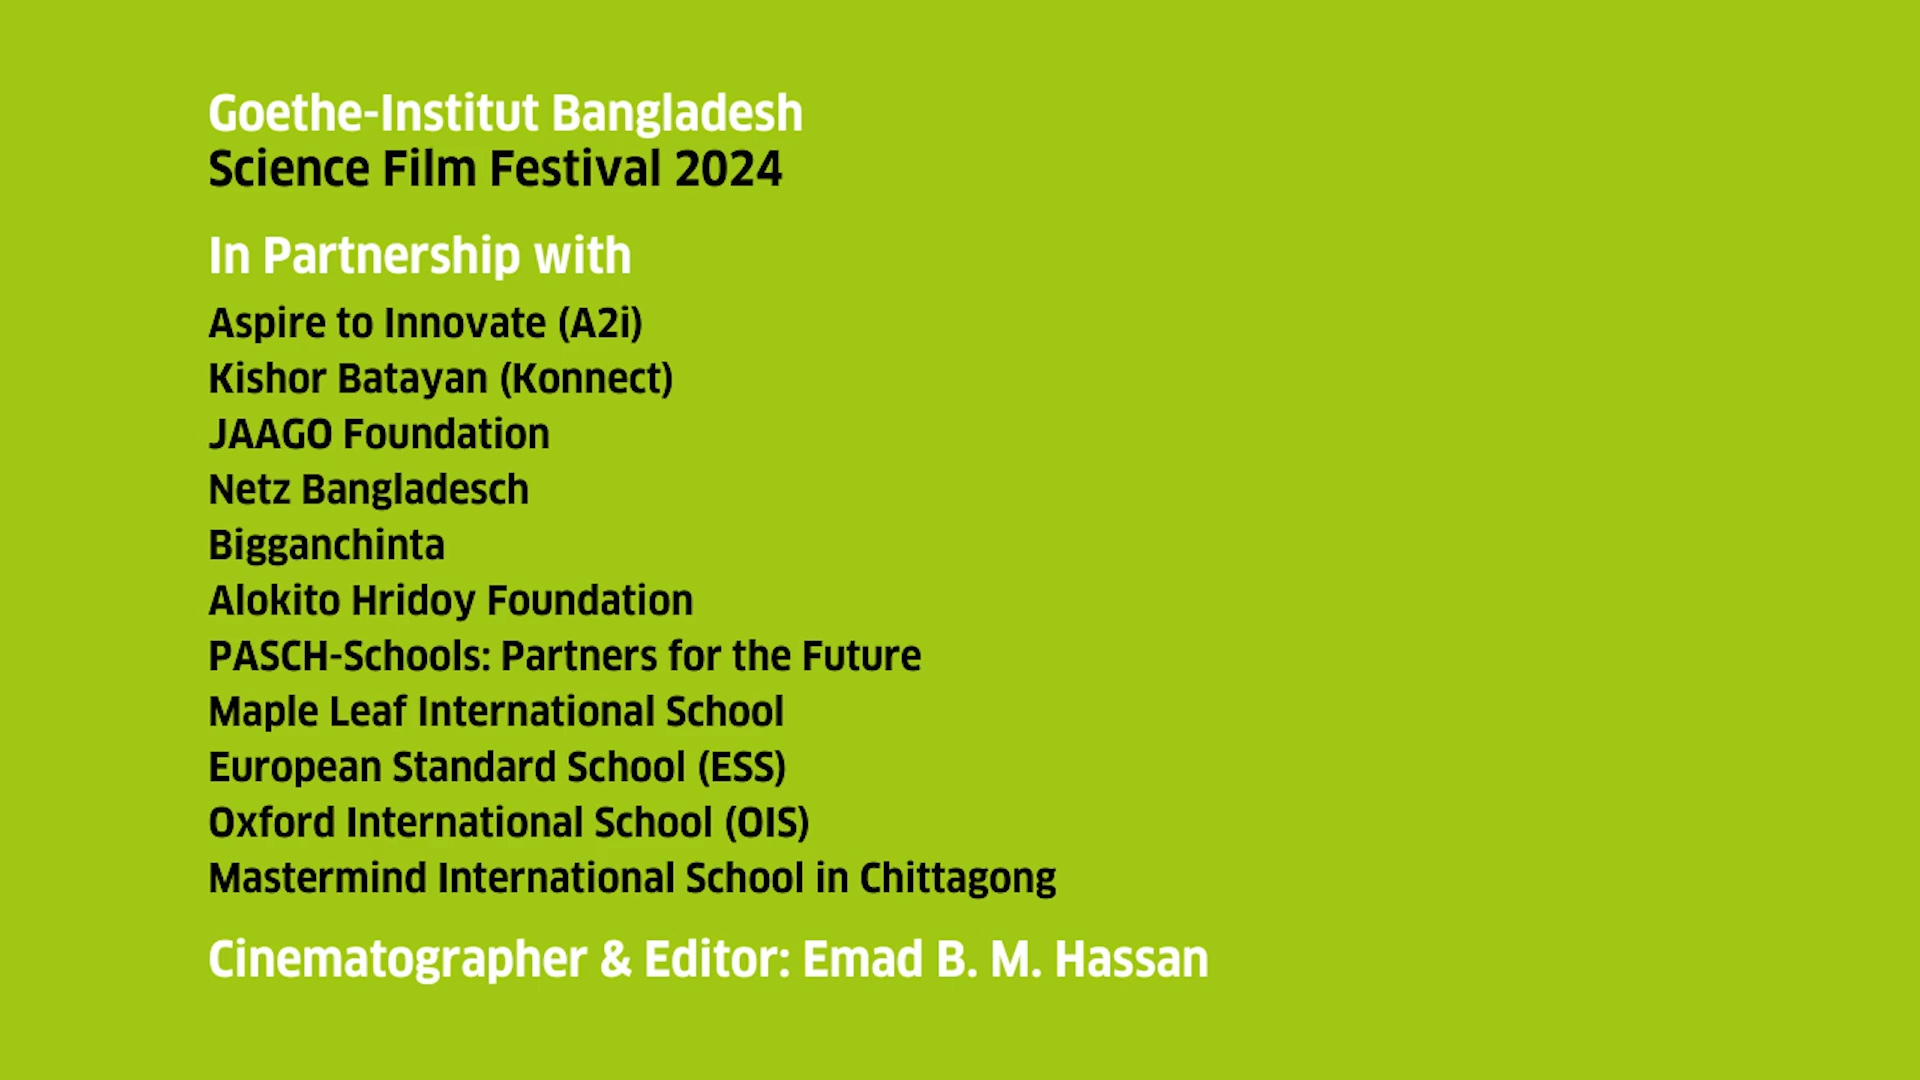 Goethe-Institut Bangladesh
Science Film Festival 2024
In Partnership with
Aspire to Innovate (A2i)
Kishor Batayan (Konnect)
JAAGO Foundation
Netz Bangladesch
Bigganchinta
Alokito Hridoy Foundation
PASCH-Schools: Partners for the Future
Maple Leaf International School
European Standard School (ESS)
Oxford International School (OIS)
Mastermind International School in Chittagong
Cinematographer & Editor: Emad B. M. Hassan